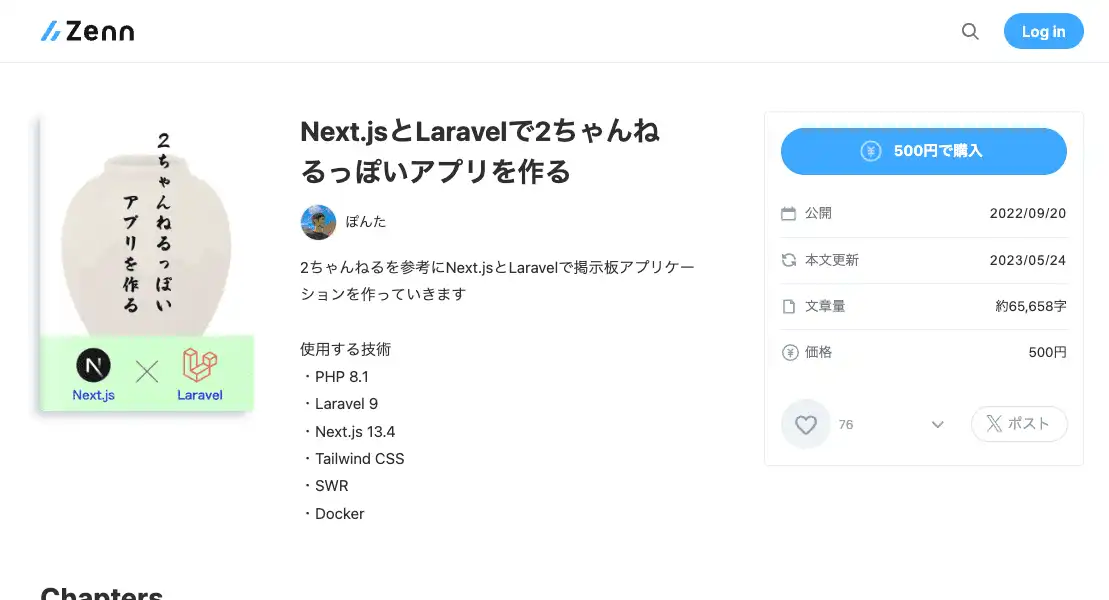 Zenn
Log in
2ちゃんねるっぽい
アプリを作る
Next.js
Laravel
Next.jsとLaravelで2ちゃんね
るっぽいアプリを作る
ぽんた
2ちゃんねるを参考にNext.jsとLaravelで掲示板アプリケー
ションを作っていきます
使用する技術
・PHP 8.1
・Laravel 9
・Next.js 13.4
・Tailwind CSS
・SWR
・Docker
500円で購入
公開 2022/09/20
本文更新 2023/05/24
文章量 約65,658字
価格 500円
76
ポスト
Chapters